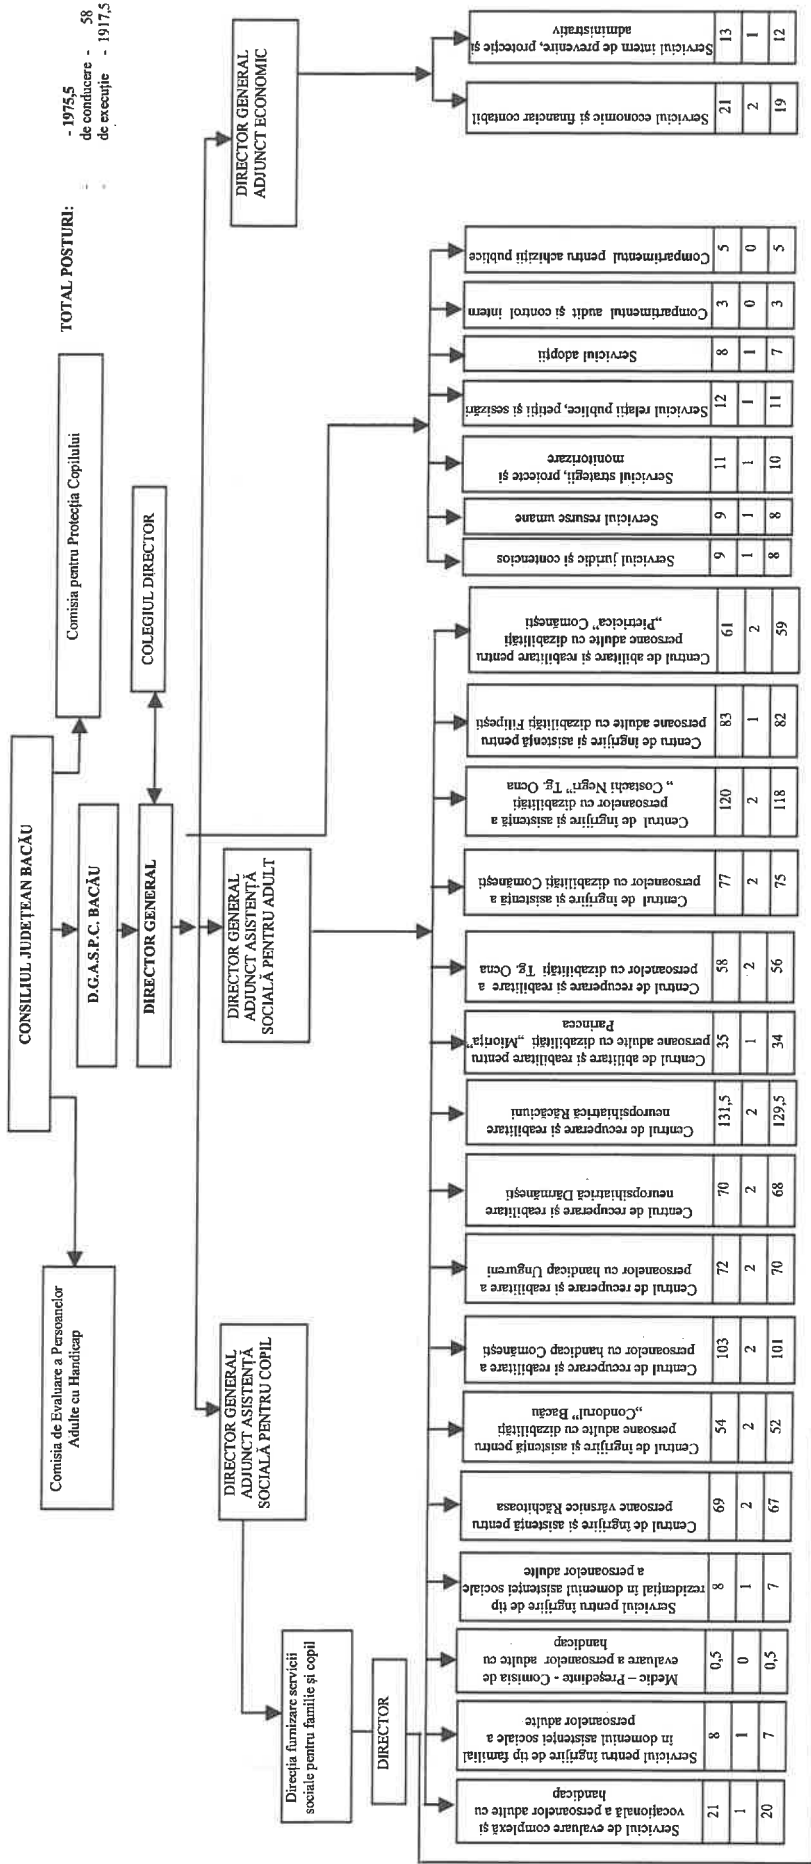 TOTAL POSTURI: - 1975,5
- de conducere - 58
- de execuție - 1917,5
CONSILIUL JUDEȚEAN BACĂU
Comisia de Evaluare a Persoanelor
Adulte cu Handicap
Comisia pentru Protecția Copilului
D.G.A.S.P.C. BACĂU
DIRECTOR GENERAL
COLEGIUL DIRECTOR
DIRECTOR GENERAL
ADJUNCT ASISTENȚĂ
SOCIALĂ PENTRU COPIL
DIRECTOR GENERAL
ADJUNCT ASISTENȚĂ
SOCIALĂ PENTRU ADULT
DIRECTOR GENERAL
ADJUNCT ECONOMIC
Direcția furnizare servicii
sociale pentru familie și copil
DIRECTOR
Serviciul de evaluare complexă și
vocațională a persoanelor adulte cu
handicap
21
1
20
Serviciul pentru îngrijire de tip familial
în domeniul asistenței sociale a
persoanelor adulte
8
1
7
Medic – Președinte - Comisia de
evaluare a persoanelor adulte cu
handicap
0,5
0
0,5
Serviciul pentru îngrijire de tip
rezidențial în domeniul asistenței sociale
a persoanelor adulte
8
1
7
Centrul de îngrijire și asistență pentru
persoane vârsnice Răchitoasa
69
2
67
Centrul de îngrijire și asistență pentru
persoane adulte cu dizabilități
„Condorul” Bacău
54
2
52
Centrul de recuperare și reabilitare a
persoanelor cu handicap Comănești
103
2
101
Centrul de recuperare și reabilitare a
persoanelor cu handicap Ungureni
72
2
70
Centrul de recuperare și reabilitare
neuropsihiatrică Dărmănești
70
2
68
Centrul de recuperare și reabilitare
neuropsihiatrică Răcăciuni
131,5
2
129,5
Centrul de abilitare și reabilitare pentru
persoane adulte cu dizabilități „Miorița”
Parincea
35
1
34
Centrul de recuperare și reabilitare a
persoanelor cu dizabilități Tg. Ocna
58
2
56
Centrul de îngrijire și asistență a
persoanelor cu dizabilități Comănești
77
2
75
Centrul de îngrijire și asistență a
persoanelor cu dizabilități
„ Costachi Negri” Tg. Ocna
120
2
118
Centru de îngrijire și asistență pentru
persoane adulte cu dizabilități Filipești
83
1
82
Centrul de abilitare și reabilitare pentru
persoane adulte cu dizabilități
„Pietricica” Comănești
61
2
59
Serviciul juridic și contencios
9
1
8
Serviciul resurse umane
9
1
8
Serviciul strategii, proiecte și
monitorizare
11
1
10
Serviciul relații publice, petiții și sesizări
12
1
11
Serviciul adopții
8
1
7
Compartimentul audit și control intern
3
0
3
Compartimentul pentru achiziții publice
5
0
5
Serviciul economic și financiar contabil
21
2
19
Serviciul intern de prevenire, protecție și
administrativ
13
1
12